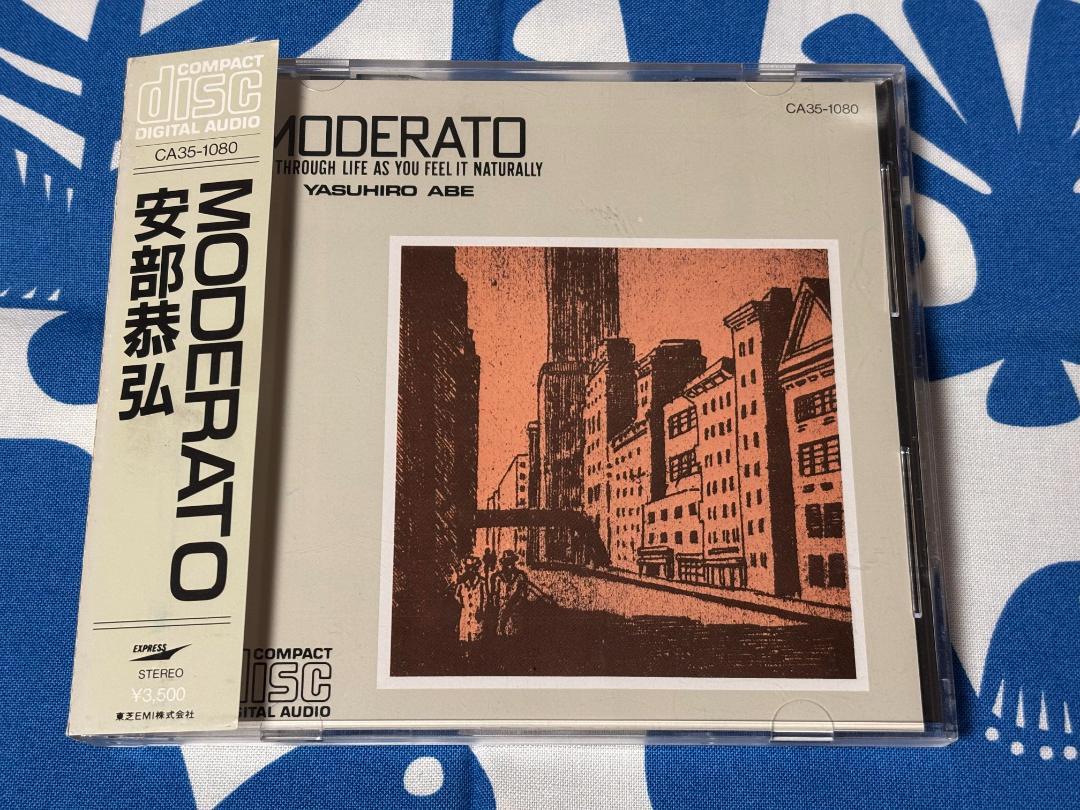 COMPACT
disc
DIGITAL AUDIO
CA35-1080
MODERATO
安部恭弘
EXPRESS
STEREO
¥3,500
東芝EMI株式会社
CA35-1080
MODERATO
THROUGH LIFE AS YOU FEEL IT NATURALLY
YASUHIRO ABE
COMPACT
disc
DIGITAL AUDIO